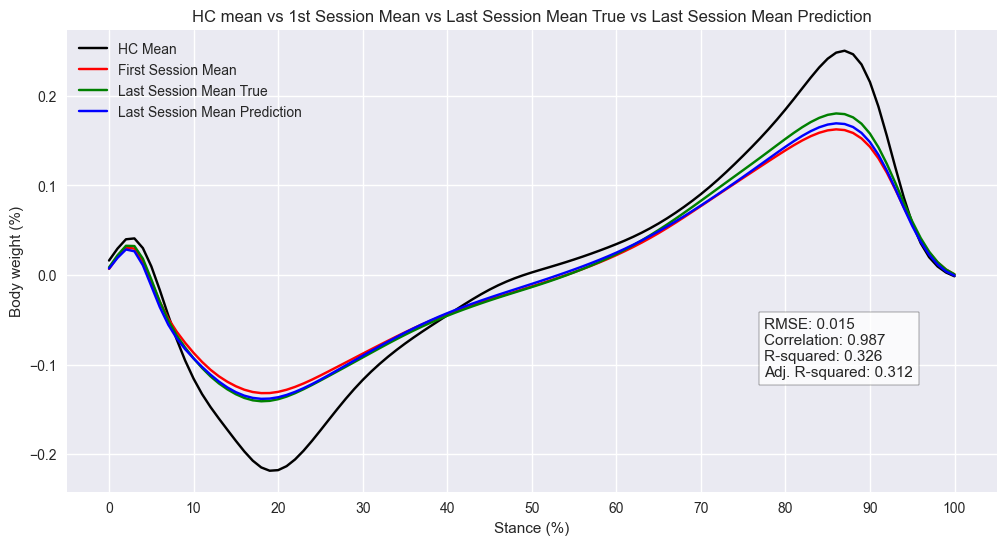 HC mean vs 1st Session Mean vs Last Session Mean True vs Last Session Mean Prediction
HC Mean
First Session Mean
Last Session Mean True
Last Session Mean Prediction
Body weight (%)
0.2
0.1
0.0
−0.1
−0.2
RMSE: 0.015
Correlation: 0.987
R-squared: 0.326
Adj. R-squared: 0.312
0 10 20 30 40 50 60 70 80 90 100
Stance (%)